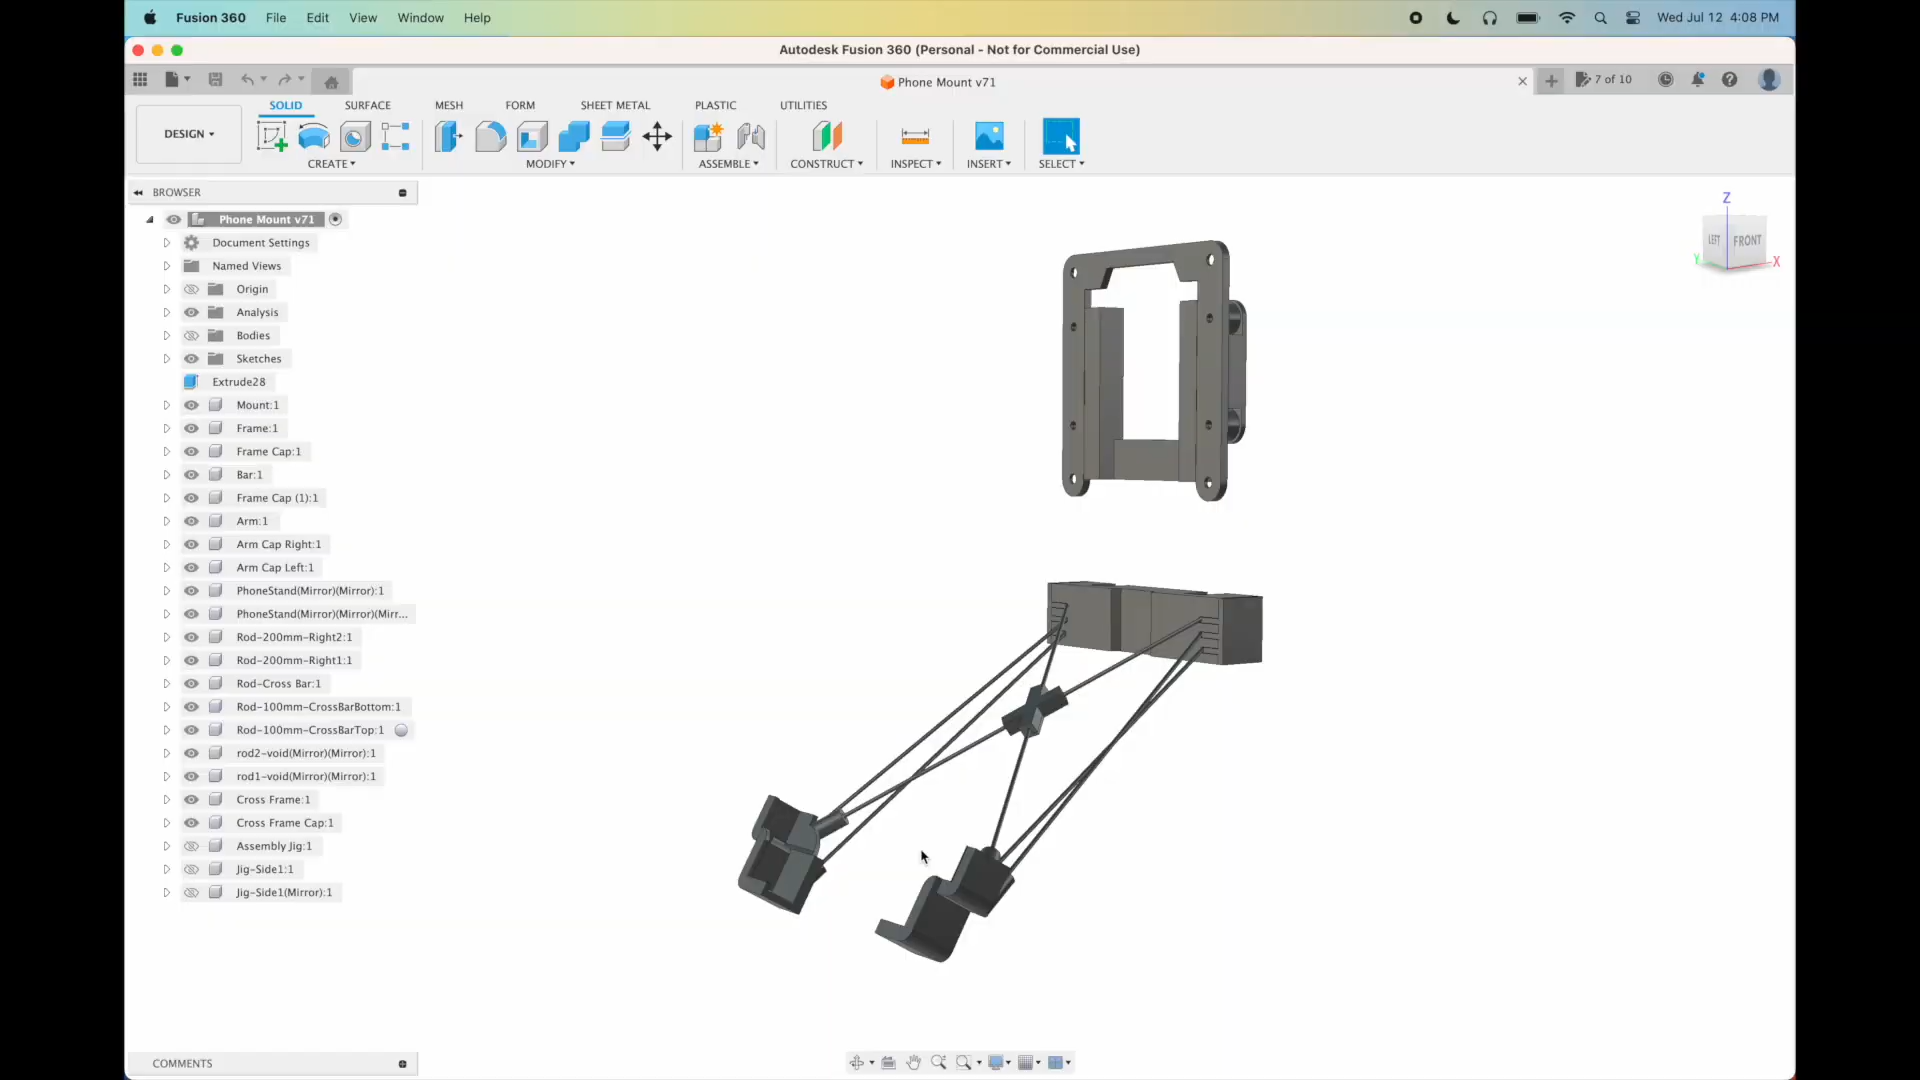 Fusion 360 File Edit View Window Help Wed Jul 12 4:08 PM
Autodesk Fusion 360 (Personal - Not for Commercial Use)
Phone Mount v71
7 of 10
SOLID SURFACE MESH FORM SHEET METAL PLASTIC UTILITIES
DESIGN
CREATE MODIFY ASSEMBLE CONSTRUCT INSPECT INSERT SELECT
BROWSER
Phone Mount v71
Document Settings
Named Views
Origin
Analysis
Bodies
Sketches
Extrude28
Mount:1
Frame:1
Frame Cap:1
Bar:1
Frame Cap (1):1
Arm:1
Arm Cap Right:1
Arm Cap Left:1
PhoneStand(Mirror)(Mirror):1
PhoneStand(Mirror)(Mirror)(Mirr...
Rod-200mm-Right2:1
Rod-200mm-Right1:1
Rod-Cross Bar:1
Rod-100mm-CrossBarBottom:1
Rod-100mm-CrossBarTop:1
rod2-void(Mirror)(Mirror):1
rod1-void(Mirror)(Mirror):1
Cross Frame:1
Cross Frame Cap:1
Assembly Jig:1
Jig-Side1:1
Jig-Side1(Mirror):1
Z
LEFT FRONT
Y X
COMMENTS